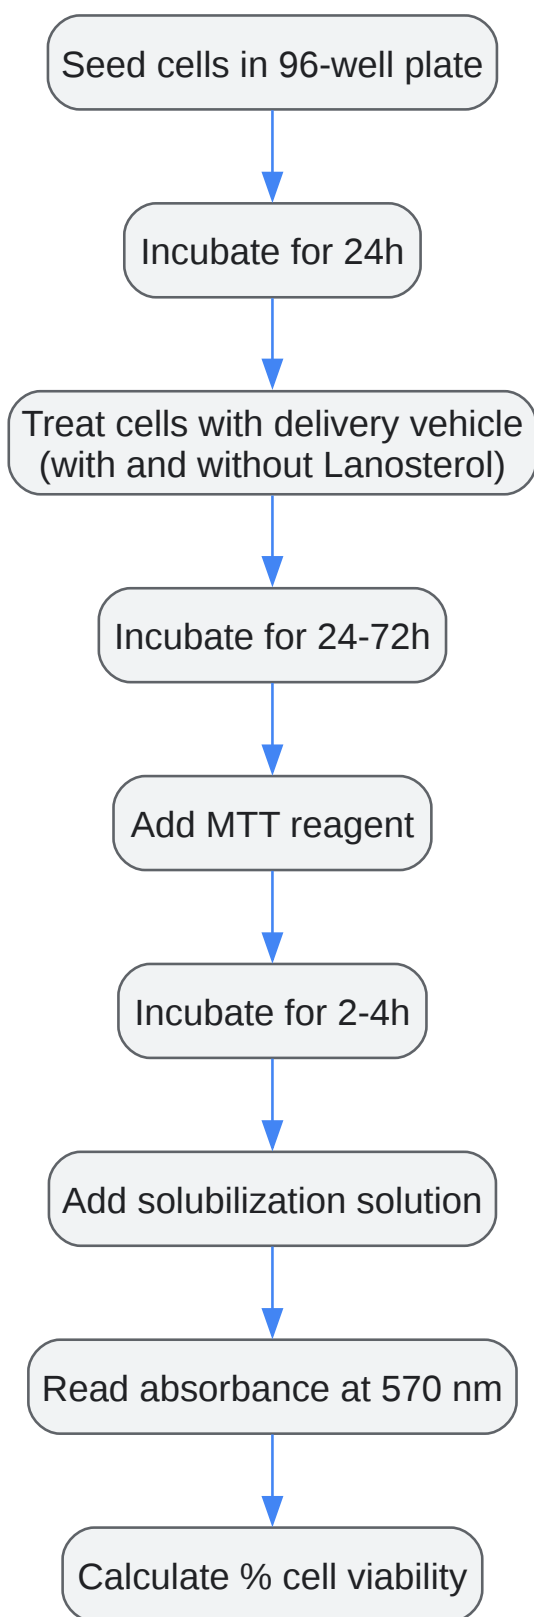 Seed cells in 96-well plate
Incubate for 24h
Treat cells with delivery vehicle
(with and without Lanosterol)
Incubate for 24-72h
Add MTT reagent
Incubate for 2-4h
Add solubilization solution
Read absorbance at 570 nm
Calculate % cell viability